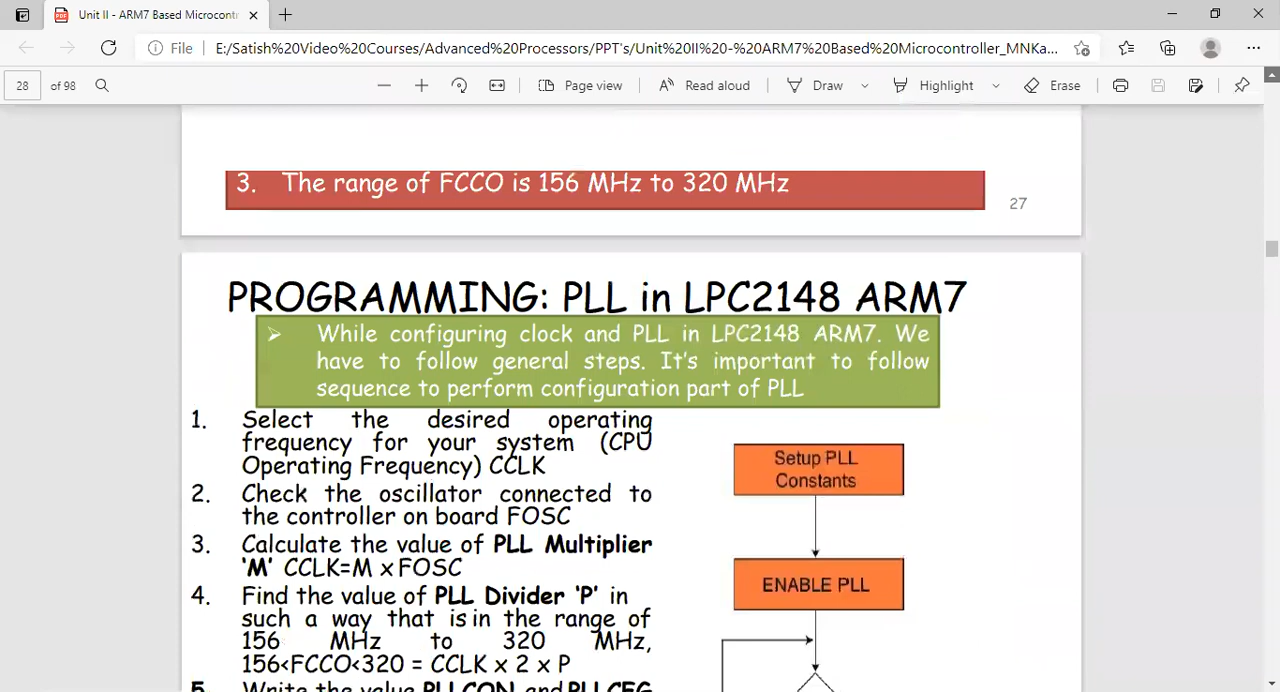 Unit II - ARM7 Based Microcontr
File E:/Satish%20Video%20Courses/Advanced%20Processors/PPT's/Unit%20II%20-%20ARM7%20Based%20Microcontroller_MNKa...
28 of 98 Page view Read aloud Draw Highlight Erase
3. The range of FCCO is 156 MHz to 320 MHz
27
PROGRAMMING: PLL in LPC2148 ARM7
While configuring clock and PLL in LPC2148 ARM7. We
have to follow general steps. It's important to follow
sequence to perform configuration part of PLL
1. Select the desired operating
frequency for your system (CPU
Operating Frequency) CCLK
2. Check the oscillator connected to
the controller on board FOSC
3. Calculate the value of PLL Multiplier
'M' CCLK=M x FOSC
4. Find the value of PLL Divider 'P' in
such a way that is in the range of
156 MHz to 320 MHz,
156<FCCO<320 = CCLK x 2 x P
5. Write the value PLLCON and PLLCFG
Setup PLL
Constants
ENABLE PLL